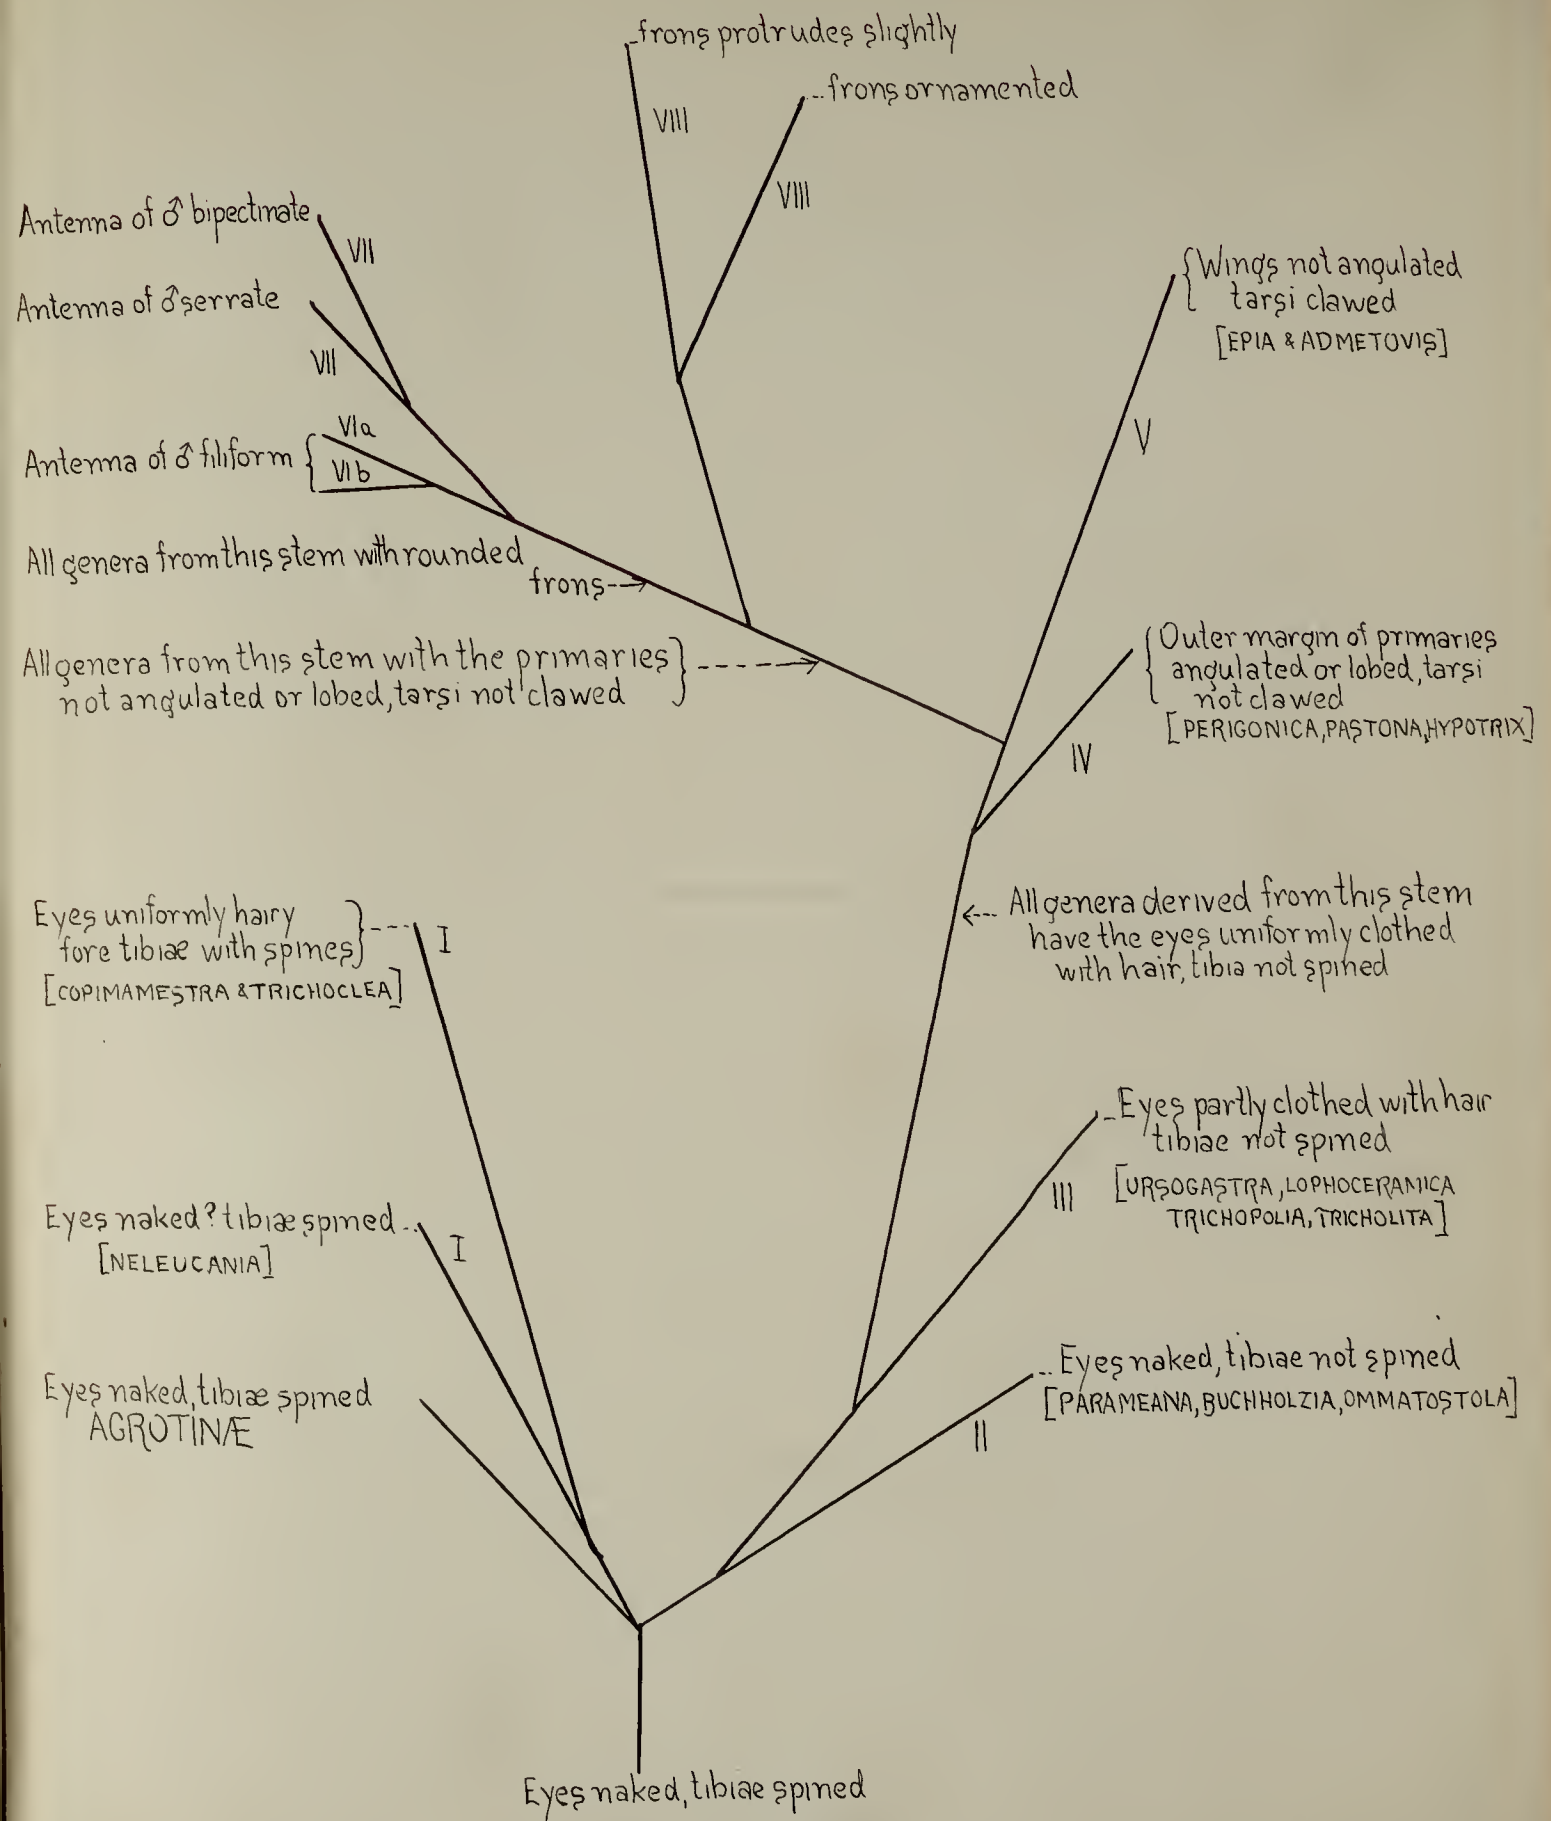 frons protrudes slightly
frons ornamented
VIII
VIII
Antenna of ♂ bipectinate
VII
Antenna of ♂ serrate
VII
{Wings not angulated
tarsi clawed
[EPIA & ADMETOVIS]
V
VIa
Antenna of ♂ filiform {
VIb
All genera from this stem with rounded
frons-->
All genera from this stem with the primaries}
not angulated or lobed, tarsi not clawed
{Outer margin of primaries
angulated or lobed, tarsi
not clawed
[PERIGONICA, PASTONA, HYPOTRIX]
IV
Eyes uniformly hairy
fore tibiae with spines}
[COPIMAMESTRA & TRICHOCLEA]
I
<--- All genera derived from this stem
have the eyes uniformly clothed
with hair, tibia not spined
Eyes partly clothed with hair
tibiae not spined
[URSOGASTRA, LOPHOCERAMICA
TRICHOPOLIA, TRICHOLITA]
III
Eyes naked? tibiæ spined
[NELEUCANIA]
I
Eyes naked, tibiae not spined
[PARAMEANA, BUCHHOLZIA, OMMATOSTOLA]
II
Eyes naked, tibiæ spined
AGROTINÆ
Eyes naked, tibiae spined